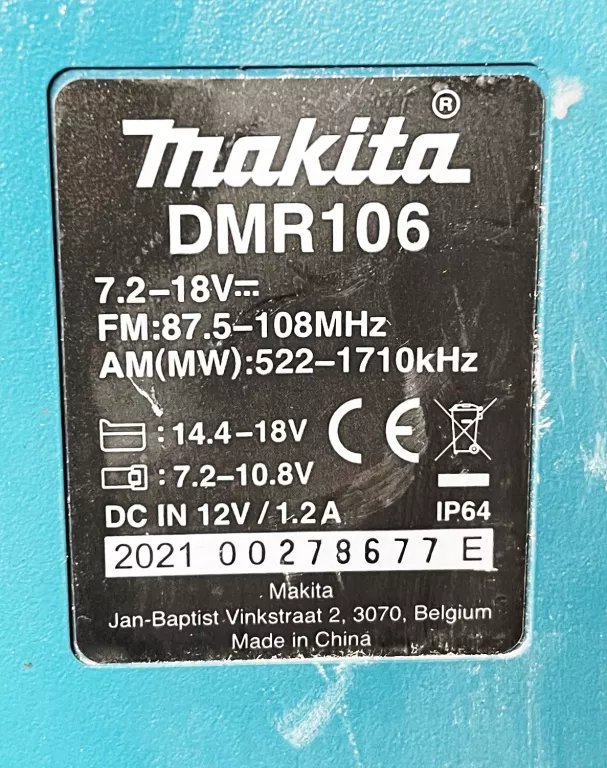 makita®
DMR106
7.2–18V⎓
FM:87.5–108MHz
AM(MW):522–1710kHz
: 14.4–18V
CE
: 7.2–10.8V
DC IN 12V / 1.2 A IP64
2021 00278677 E
Makita
Jan-Baptist Vinkstraat 2, 3070, Belgium
Made in China